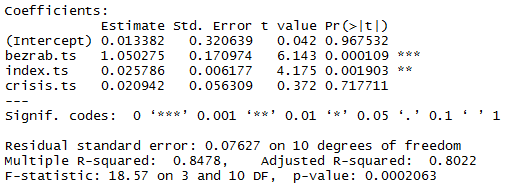 Coefficients:
            Estimate Std. Error t value Pr(>|t|)
(Intercept) 0.013382   0.320639   0.042 0.967532
bezrab.ts   1.050275   0.170974   6.143 0.000109 ***
index.ts    0.025786   0.006177   4.175 0.001903 **
crisis.ts   0.020942   0.056309   0.372 0.717711
---
Signif. codes:  0 ‘***’ 0.001 ‘**’ 0.01 ‘*’ 0.05 ‘.’ 0.1 ‘ ’ 1
Residual standard error: 0.07627 on 10 degrees of freedom
Multiple R-squared:  0.8478,    Adjusted R-squared:  0.8022
F-statistic: 18.57 on 3 and 10 DF,  p-value: 0.0002063